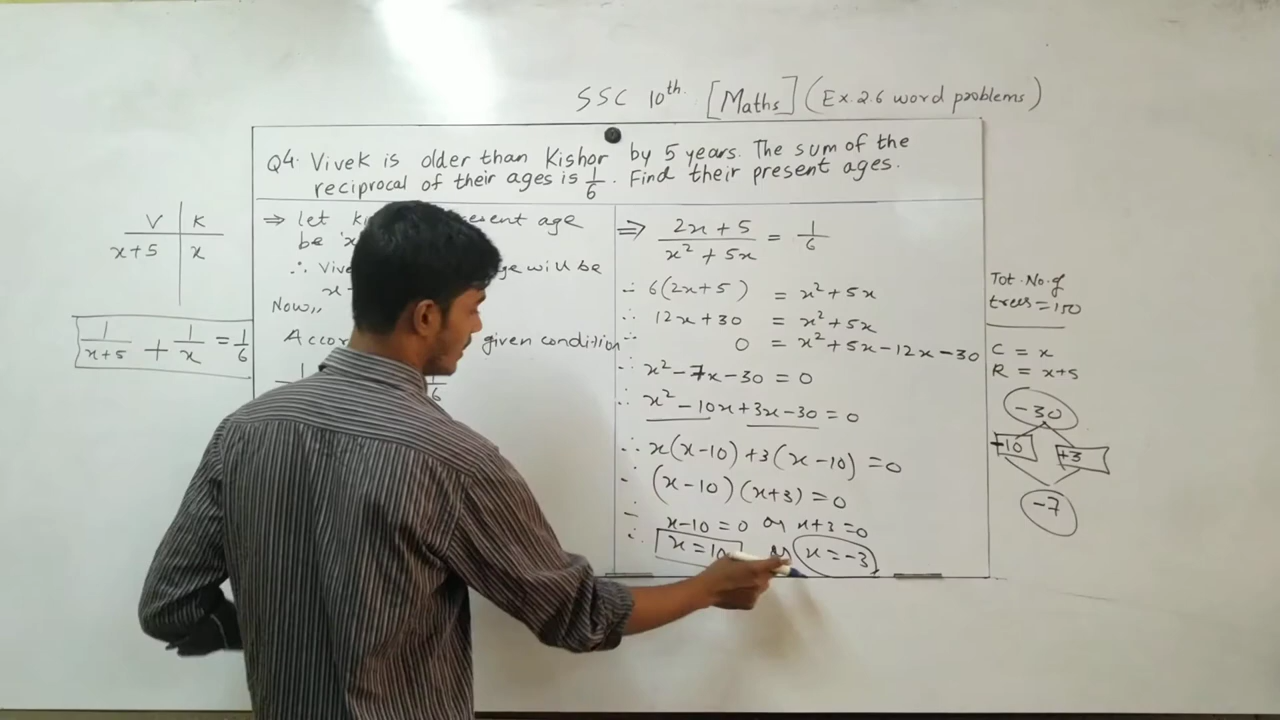 SSC 10th. [Maths] (Ex.2.6 word problems)
Q4. Vivek is older than Kishor by 5 years. The sum of the
reciprocal of their ages is 1/6. Find their present ages.
V K
x+5 x
1/(x+5) + 1/x = 1/6
⇒ let esent age
be 'x
∴ Vive ge will be
x
Now,,
Accor given condition
1 1/6
⇒ (2x+5)/(x²+5x) = 1/6
∴ 6(2x+5) = x²+5x
∴ 12x+30 = x²+5x
∴ 0 = x²+5x-12x-30
∴ x²-7x-30=0
∴ x²-10x+3x-30=0
∴ x(x-10)+3(x-10)=0
(x-10)(x+3)=0
x-10=0 or x+3=0
∴ x=10 or x=-3
Tot. No. of
trees=150
C = x
R = x+5
-30
-10 +3
-7